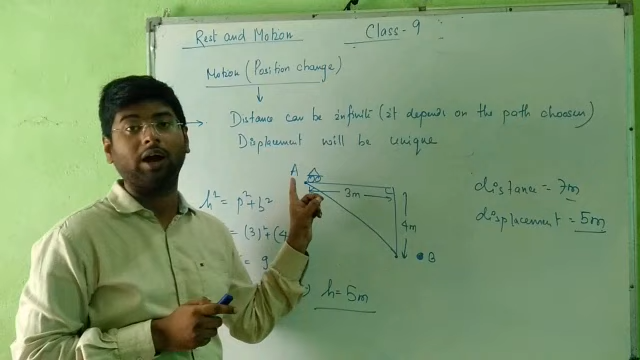 Rest and Motion Class-9
Motion (Position change)
Distance can be infinite (it depends on the path choosen)
Displacement will be unique
A
3m
4m
B
distance = 7m
displacement = 5m
h² = p²+b²
= (3)²+(4
= 9
h = 5m